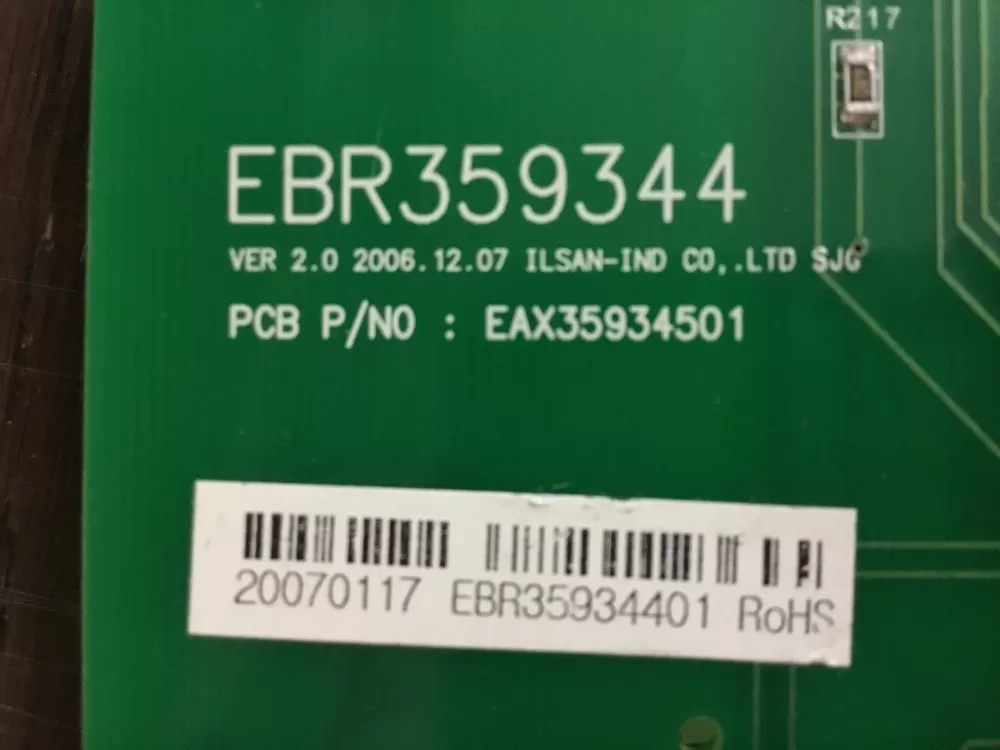 R217
EBR359344
VER 2.0 2006.12.07 ILSAN-IND CO,.LTD SJG
PCB P/NO : EAX35934501
20070117 EBR35934401 RoHS